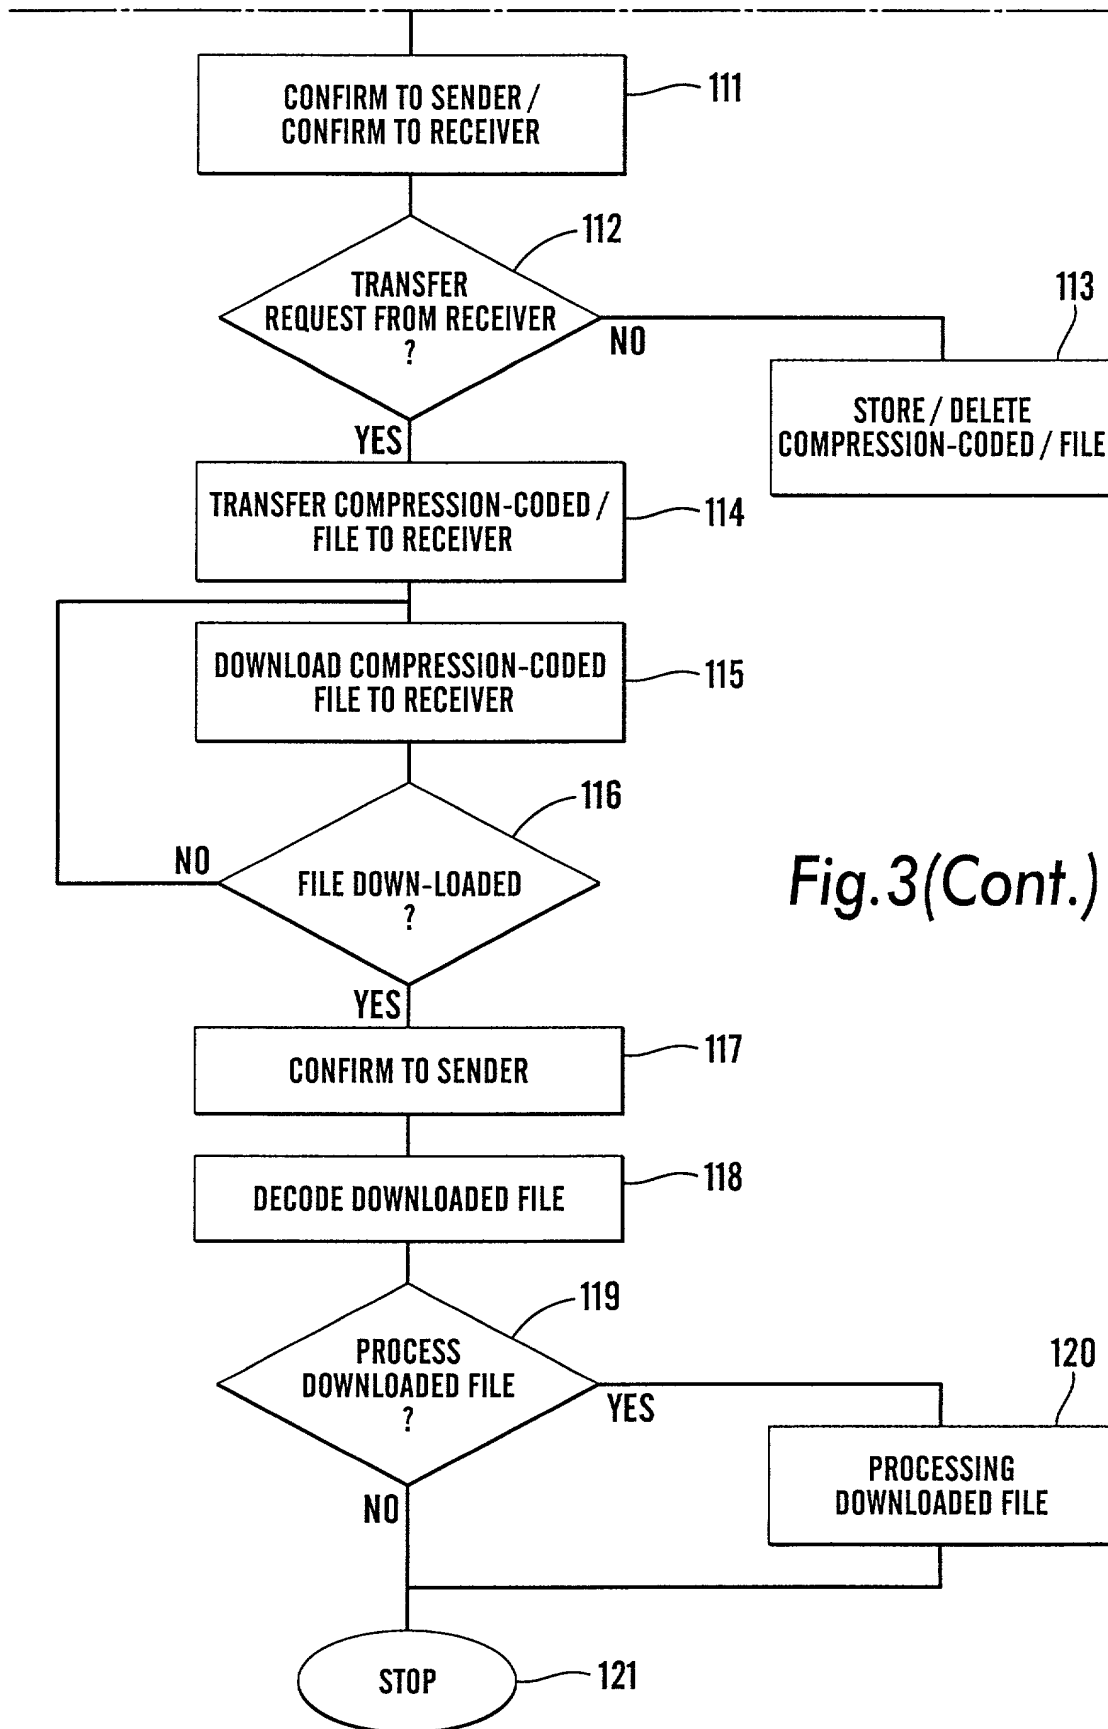 CONFIRM TO SENDER /
CONFIRM TO RECEIVER
111
112
TRANSFER
REQUEST FROM RECEIVER
?
NO
113
STORE / DELETE
COMPRESSION-CODED / FILE
YES
TRANSFER COMPRESSION-CODED /
FILE TO RECEIVER
114
DOWNLOAD COMPRESSION-CODED
FILE TO RECEIVER
115
116
NO
FILE DOWN-LOADED
?
Fig.3(Cont.)
YES
CONFIRM TO SENDER
117
DECODE DOWNLOADED FILE
118
119
PROCESS
DOWNLOADED FILE
?
YES
120
PROCESSING
DOWNLOADED FILE
NO
STOP
121